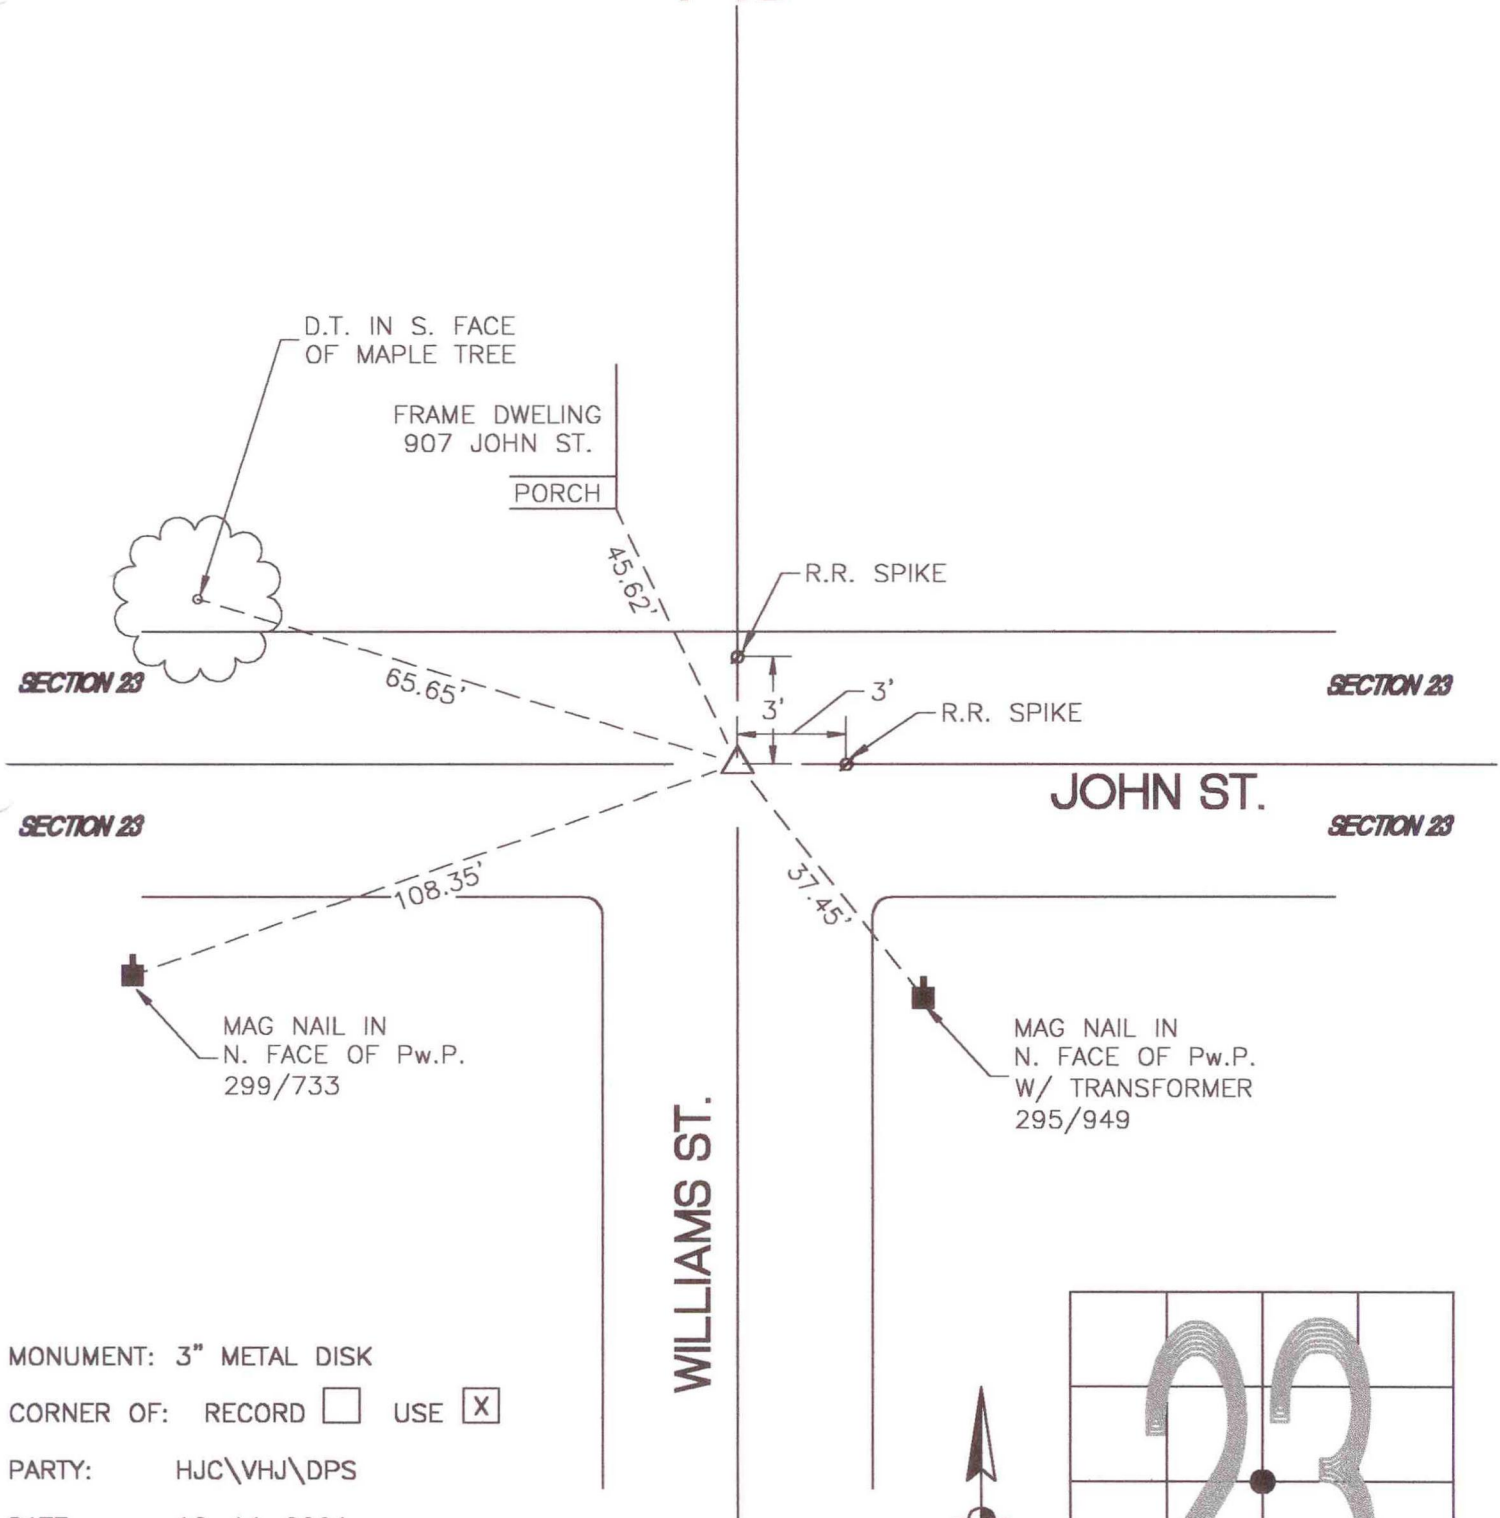 D.T. IN S. FACE
OF MAPLE TREE
FRAME DWELING
907 JOHN ST.
PORCH
45.62'
R.R. SPIKE
SECTION 23
65.65'
3'
3'
R.R. SPIKE
SECTION 23
JOHN ST.
SECTION 23
SECTION 23
108.35'
37.45'
MAG NAIL IN
N. FACE OF Pw.P.
299/733
MAG NAIL IN
N. FACE OF Pw.P.
W/ TRANSFORMER
295/949
WILLIAMS ST.
MONUMENT: 3" METAL DISK
CORNER OF: RECORD USE X
PARTY: HJC\VHJ\DPS
23